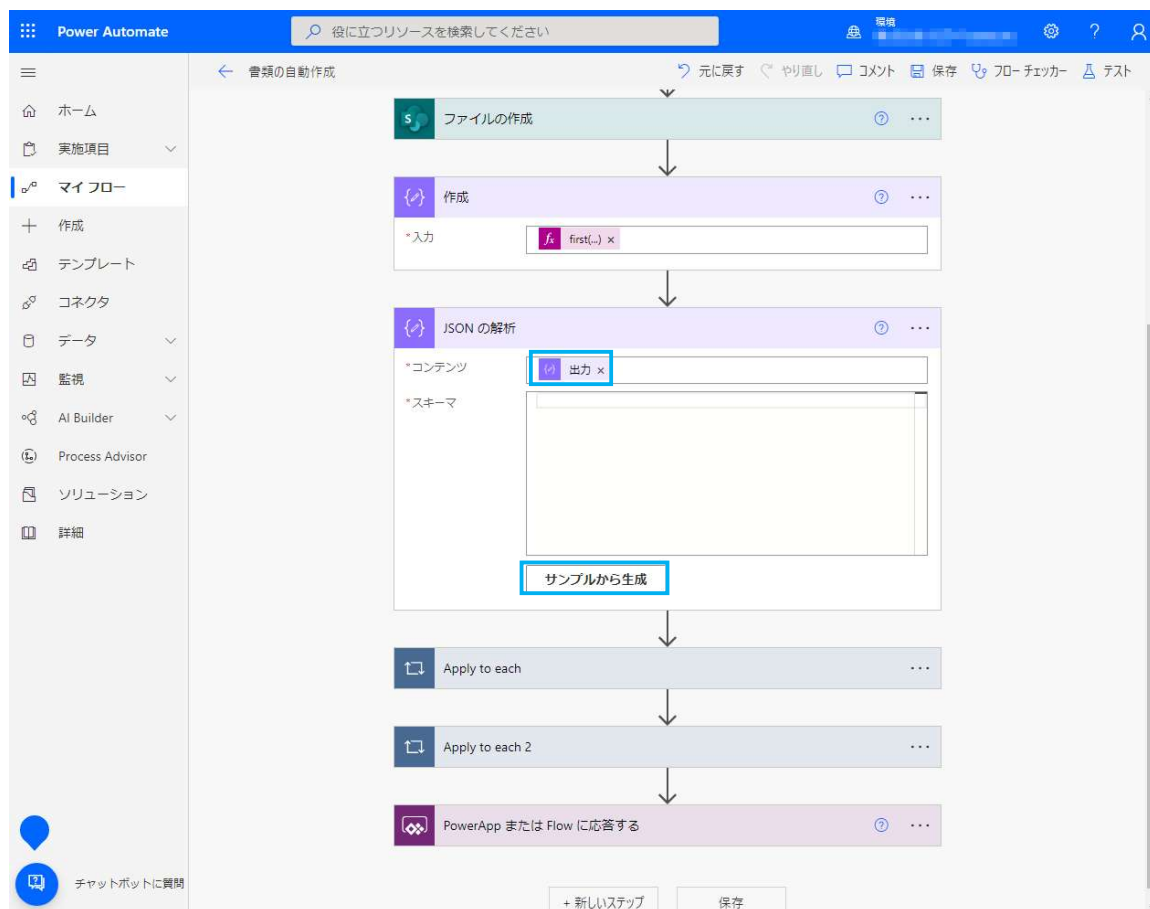 Power Automate
役に立つリソースを検索してください
環境
書類の自動作成
元に戻す
やり直し
コメント
保存
フロー チェッカー
テスト
ホーム
実施項目
マイ フロー
作成
テンプレート
コネクタ
データ
監視
AI Builder
Process Advisor
ソリューション
詳細
チャットボットに質問
ファイルの作成
作成
*入力
fx first(...) ×
JSON の解析
*コンテンツ
出力 ×
*スキーマ
サンプルから生成
Apply to each
Apply to each 2
PowerApp または Flow に応答する
+ 新しいステップ
保存